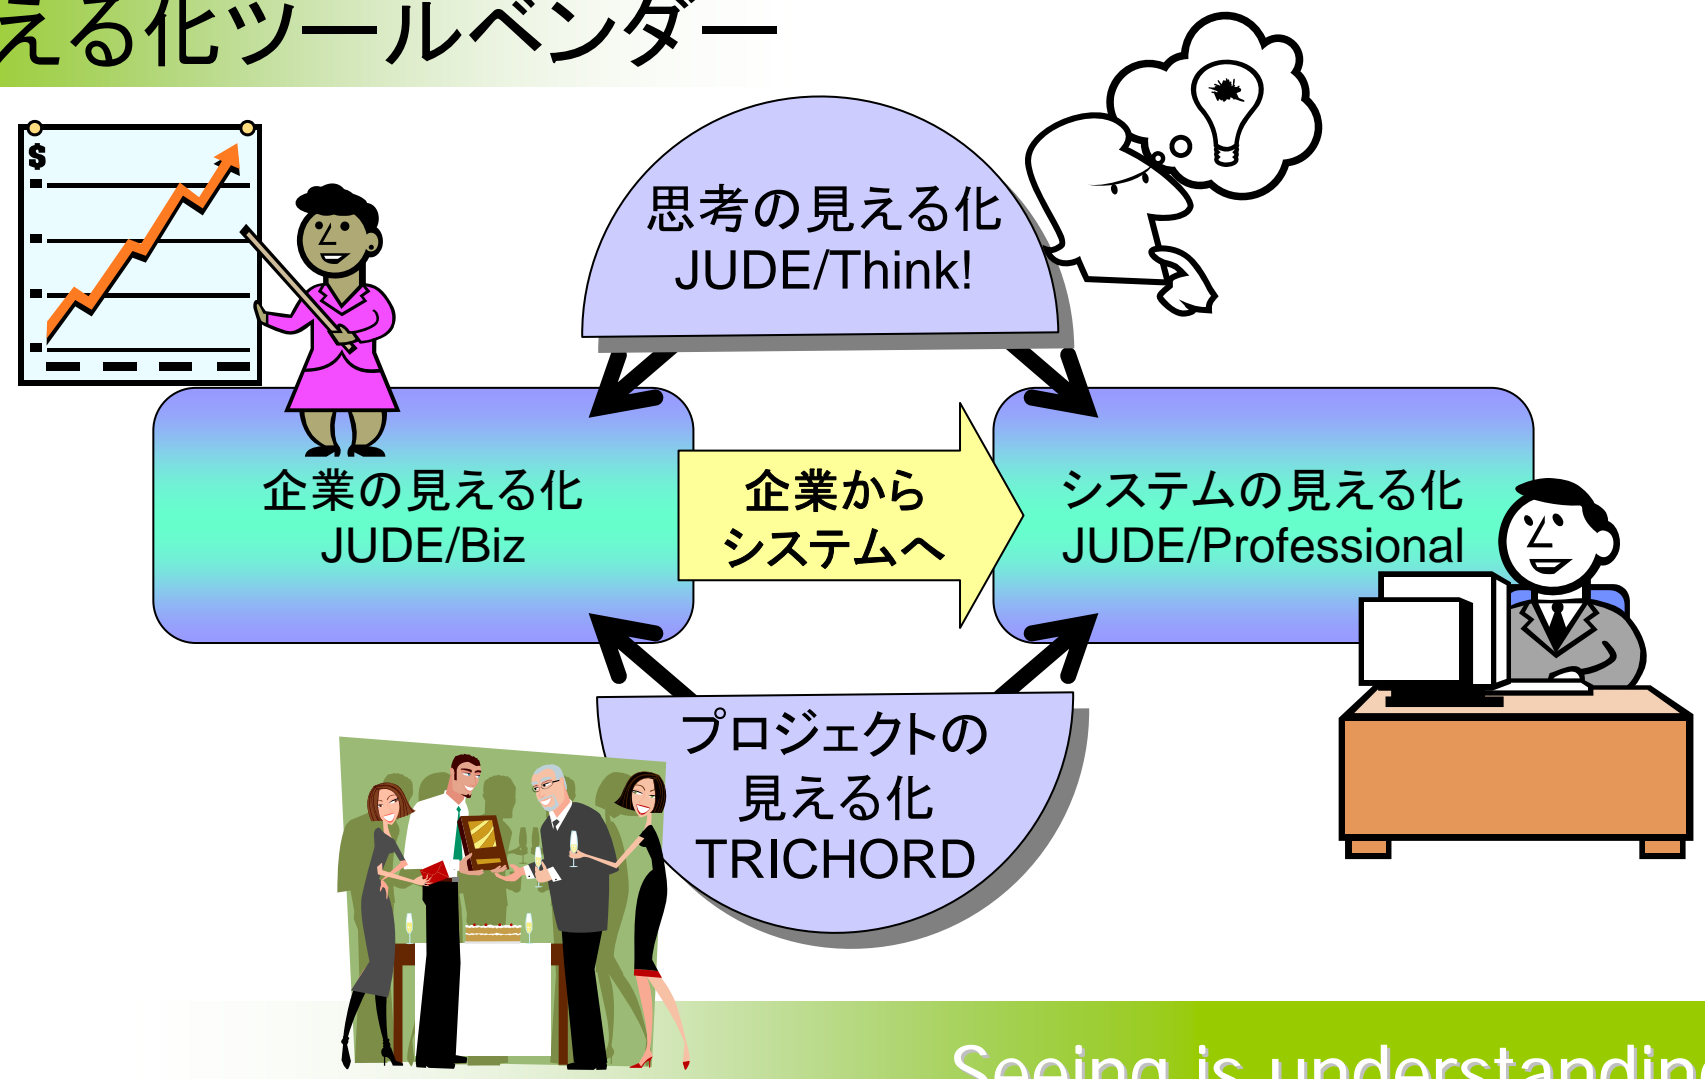 える化ツールベンダー
$
思考の見える化
JUDE/Think!
企業の見える化
JUDE/Biz
企業から
システムへ
システムの見える化
JUDE/Professional
プロジェクトの
見える化
TRICHORD
Seeing is understandin